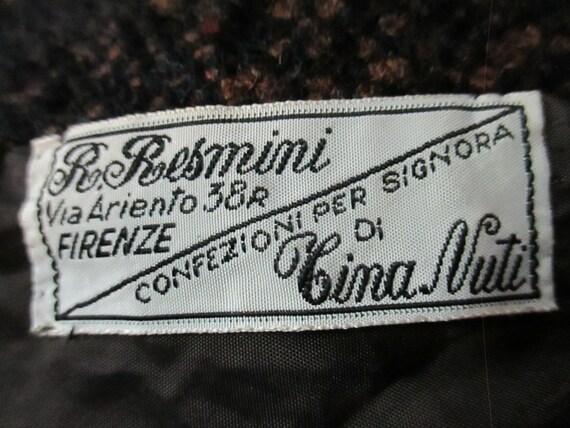 R. Resmini
Via Ariento 38R
FIRENZE
CONFEZIONI PER SIGNORA
DI
Tina Nuti